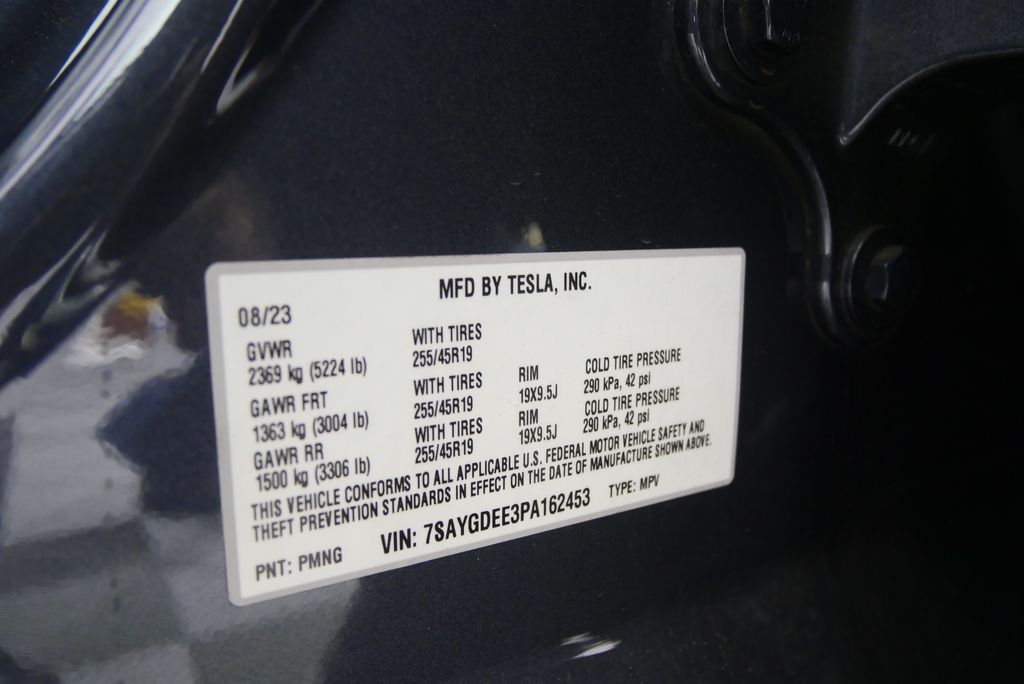 MFD BY TESLA, INC.
08/23
GVWR WITH TIRES
2369 kg (5224 lb) 255/45R19
GAWR FRT WITH TIRES RIM COLD TIRE PRESSURE
1363 kg (3004 lb) 255/45R19 19X9.5J 290 kPa, 42 psi
GAWR RR WITH TIRES RIM COLD TIRE PRESSURE
1500 kg (3306 lb) 255/45R19 19X9.5J 290 kPa, 42 psi
THIS VEHICLE CONFORMS TO ALL APPLICABLE U.S. FEDERAL MOTOR VEHICLE SAFETY AND
THEFT PREVENTION STANDARDS IN EFFECT ON THE DATE OF MANUFACTURE SHOWN ABOVE.
PNT: PMNG VIN: 7SAYGDEE3PA162453 TYPE: MPV